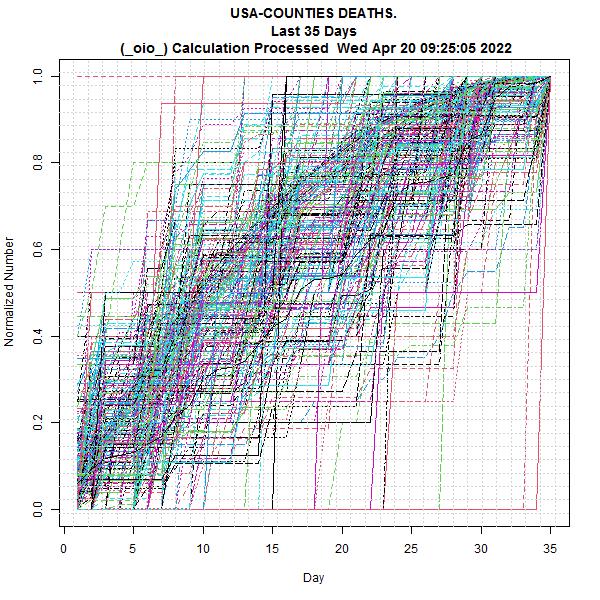 USA-COUNTIES DEATHS.
Last 35 Days
(_oio_) Calculation Processed  Wed Apr 20 09:25:05 2022
Normalized Number
1.0
0.8
0.6
0.4
0.2
0.0
0 5 10 15 20 25 30 35
Day